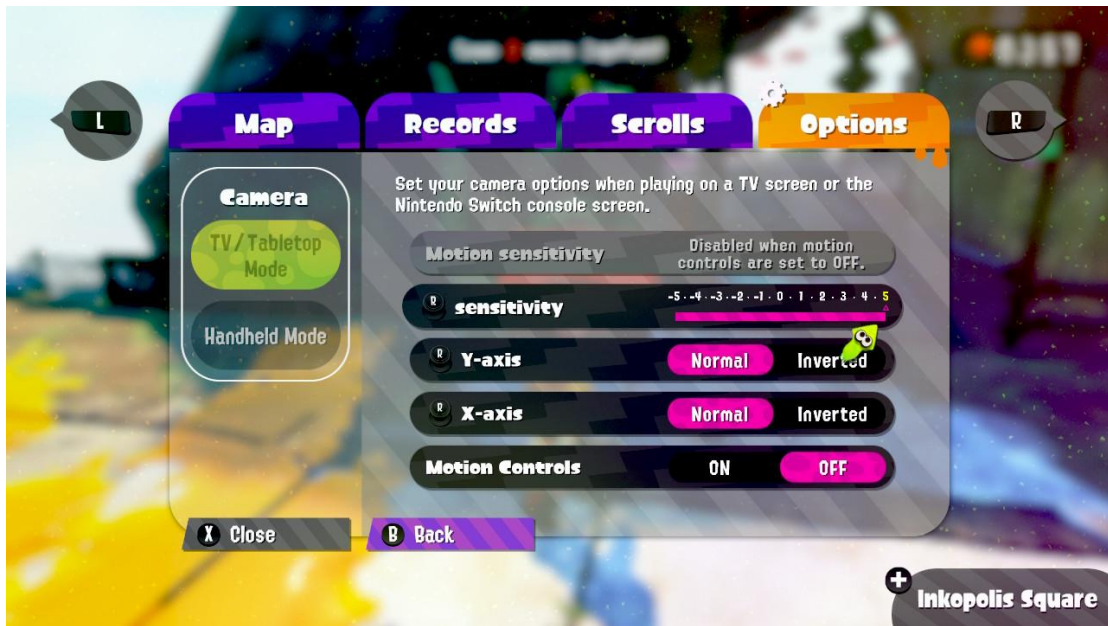 L
Map
Records
Scrolls
Options
R
Camera
TV/Tabletop
Mode
Handheld Mode
Set your camera options when playing on a TV screen or the
Nintendo Switch console screen.
Motion sensitivity
Disabled when motion
controls are set to OFF.
R sensitivity
-5 · -4 · -3 · -2 · -1 · 0 · 1 · 2 · 3 · 4 · 5
R Y-axis
Normal
Inverted
R X-axis
Normal
Inverted
Motion Controls
ON
OFF
X Close
B Back
+ Inkopolis Square